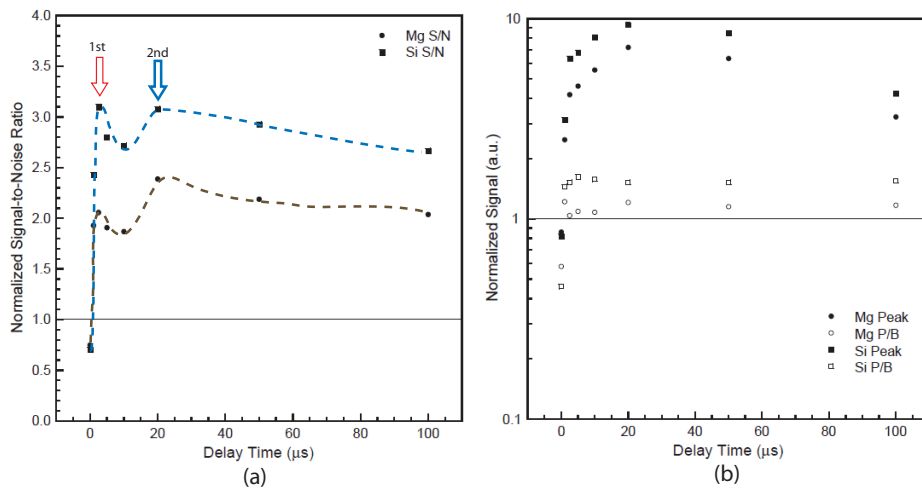 4.0
3.5
3.0
2.5
2.0
1.5
1.0
0.5
0.0
Normalized Signal-to-Noise Ratio
1st
2nd
Mg S/N
Si S/N
0 20 40 60 80 100
Delay Time (μs)
(a)
10
1
0.1
Normalized Signal (a.u.)
Mg Peak
Mg P/B
Si Peak
Si P/B
0 20 40 60 80 100
Delay Time (μs)
(b)